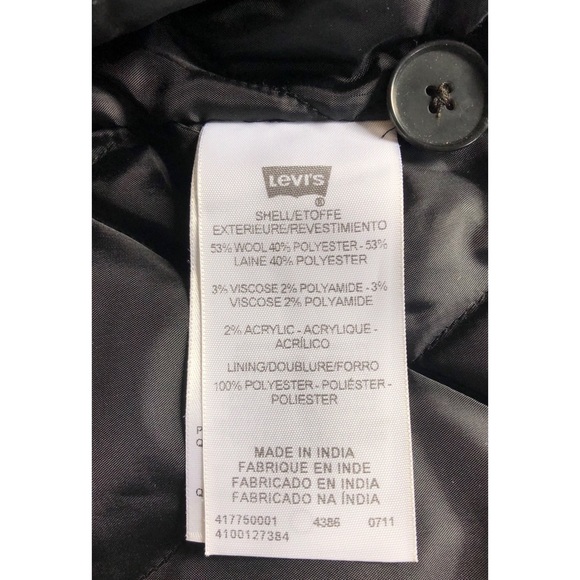 Levi's
®
SHELL/ETOFFE
EXTERIEURE/REVESTIMIENTO
53% WOOL 40% POLYESTER - 53%
LAINE 40% POLYESTER
3% VISCOSE 2% POLYAMIDE - 3%
VISCOSE 2% POLYAMIDE
2% ACRYLIC - ACRYLIQUE -
ACRÍLICO
LINING/DOUBLURE/FORRO
100% POLYESTER - POLIÉSTER -
POLIESTER
MADE IN INDIA
FABRIQUE EN INDE
FABRICADO EN INDIA
FABRICADO NA ÍNDIA
417750001 4386 0711
4100127384
P
Q
Q